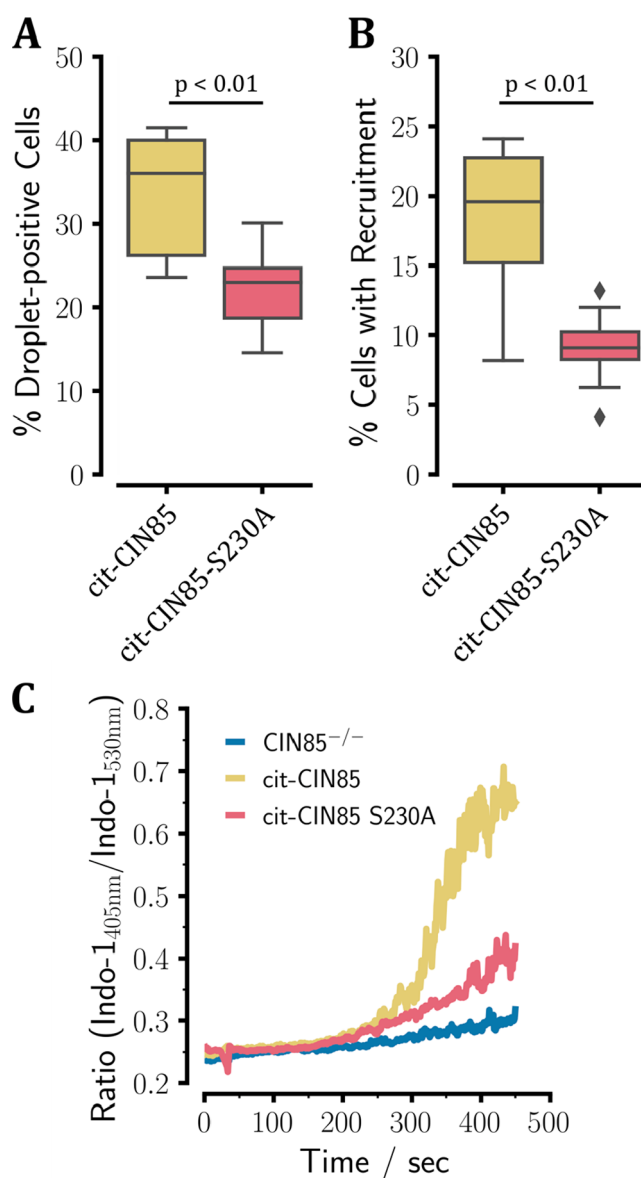 A
50
40
30
20
10
0
% Droplet-positive Cells
p < 0.01
cit-CIN85
cit-CIN85-S230A
B
30
25
20
15
10
5
0
% Cells with Recruitment
p < 0.01
cit-CIN85
cit-CIN85-S230A
C
0.8
0.7
0.6
0.5
0.4
0.3
0.2
Ratio (Indo-1₄₀₅ₙₘ/Indo-1₅₃₀ₙₘ)
CIN85⁻/⁻
cit-CIN85
cit-CIN85 S230A
0 100 200 300 400 500
Time / sec